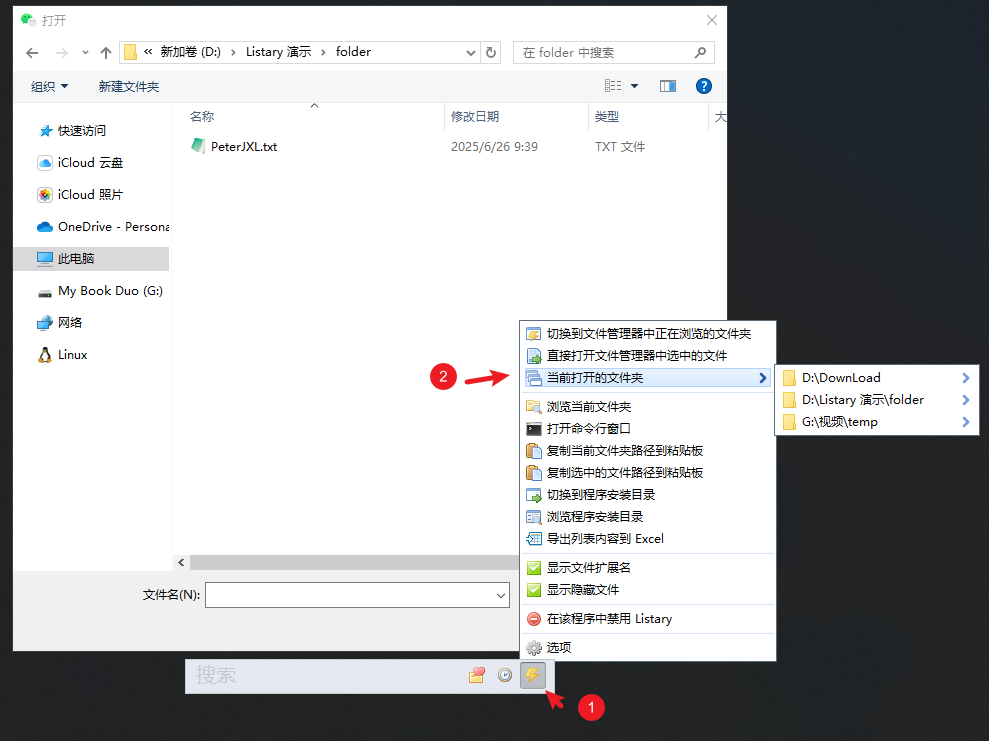 打开
« 新加卷 (D:) › Listary 演示 › folder
在 folder 中搜索
组织
新建文件夹
?
名称
修改日期
类型
大
PeterJXL.txt
2025/6/26 9:39
TXT 文件
快速访问
iCloud 云盘
iCloud 照片
OneDrive - Persona
此电脑
My Book Duo (G:)
网络
Linux
文件名(N):
切换到文件管理器中正在浏览的文件夹
直接打开文件管理器中选中的文件
2
当前打开的文件夹
D:\DownLoad
D:\Listary 演示\folder
G:\视频\temp
浏览当前文件夹
打开命令行窗口
复制当前文件夹路径到粘贴板
复制选中的文件路径到粘贴板
切换到程序安装目录
浏览程序安装目录
导出列表内容到 Excel
显示文件扩展名
显示隐藏文件
在该程序中禁用 Listary
选项
搜索
1